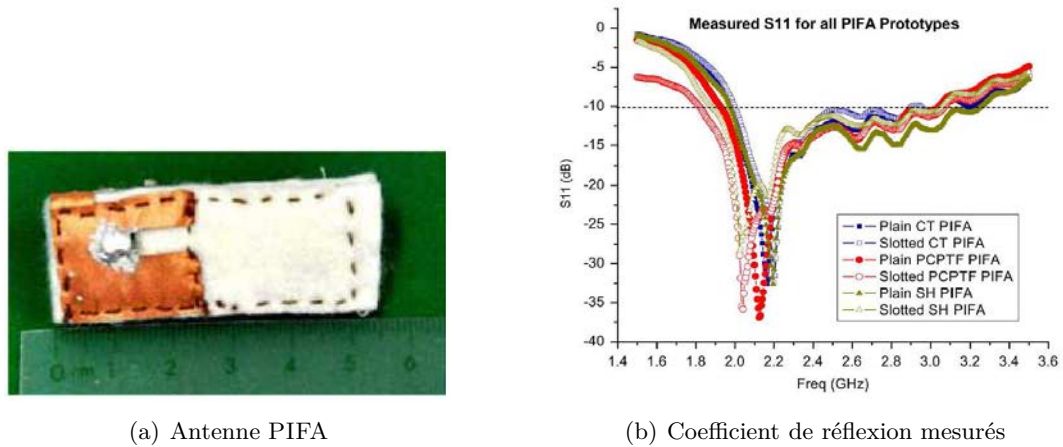 0 cm 1 2 3 4 5 6
Measured S11 for all PIFA Prototypes
0
-5
-10
-15
-20
-25
-30
-35
-40
S11 (dB)
Plain CT PIFA
Slotted CT PIFA
Plain PCPTF PIFA
Slotted PCPTF PIFA
Plain SH PIFA
Slotted SH PIFA
1.4 1.6 1.8 2.0 2.2 2.4 2.6 2.8 3.0 3.2 3.4 3.6
Freq (GHz)
(a) Antenne PIFA
(b) Coefficient de réflexion mesurés